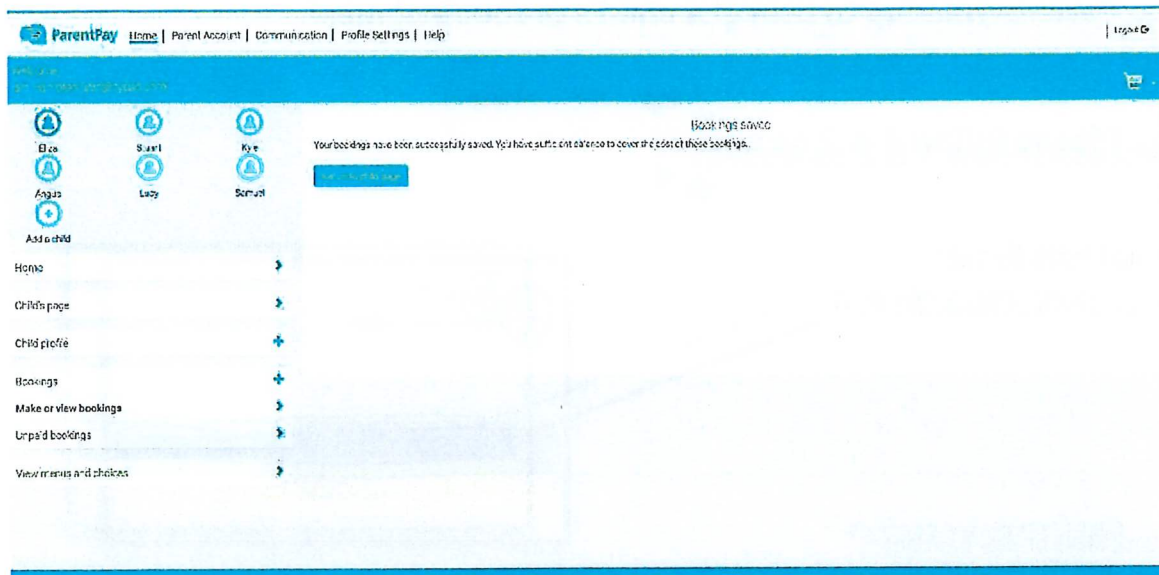 ParentPay Home | Parent Account | Communication | Profile Settings | Help
Logout
Eliza Stuart Kyle
Angus Lucy Samuel
Add a child
Home
Child's page
Child profile
Bookings
Make or view bookings
Unpaid bookings
View menus and choices
Bookings saved
Your bookings have been successfully saved. You have sufficient balance to cover the cost of these bookings.